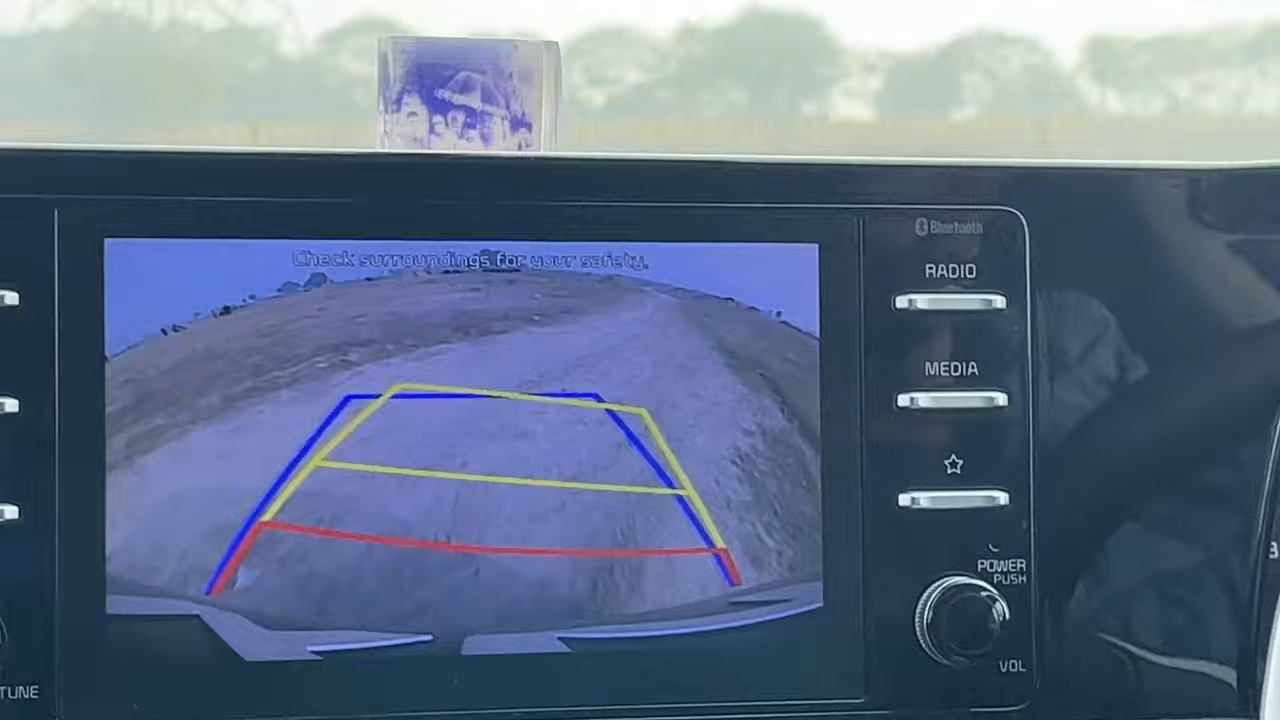 Check surroundings for your safety.
Bluetooth
RADIO
MEDIA
POWER
PUSH
VOL
TUNE